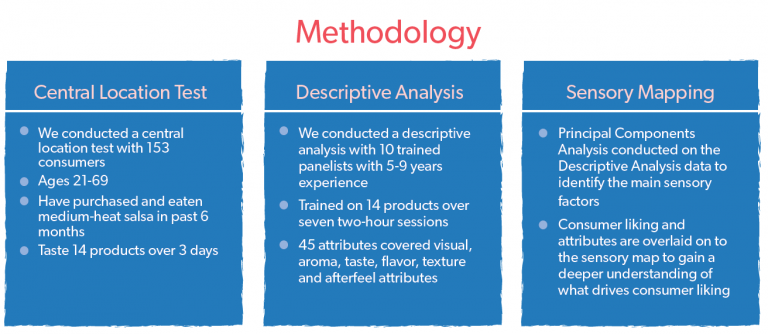 Methodology
Central Location Test
We conducted a central
location test with 153
consumers
Ages 21-69
Have purchased and eaten
medium-heat salsa in past 6
months
Taste 14 products over 3 days
Descriptive Analysis
We conducted a descriptive
analysis with 10 trained
panelists with 5-9 years
experience
Trained on 14 products over
seven two-hour sessions
45 attributes covered visual,
aroma, taste, flavor, texture
and afterfeel attributes
Sensory Mapping
Principal Components
Analysis conducted on the
Descriptive Analysis data to
identify the main sensory
factors
Consumer liking and
attributes are overlaid on to
the sensory map to gain a
deeper understanding of
what drives consumer liking